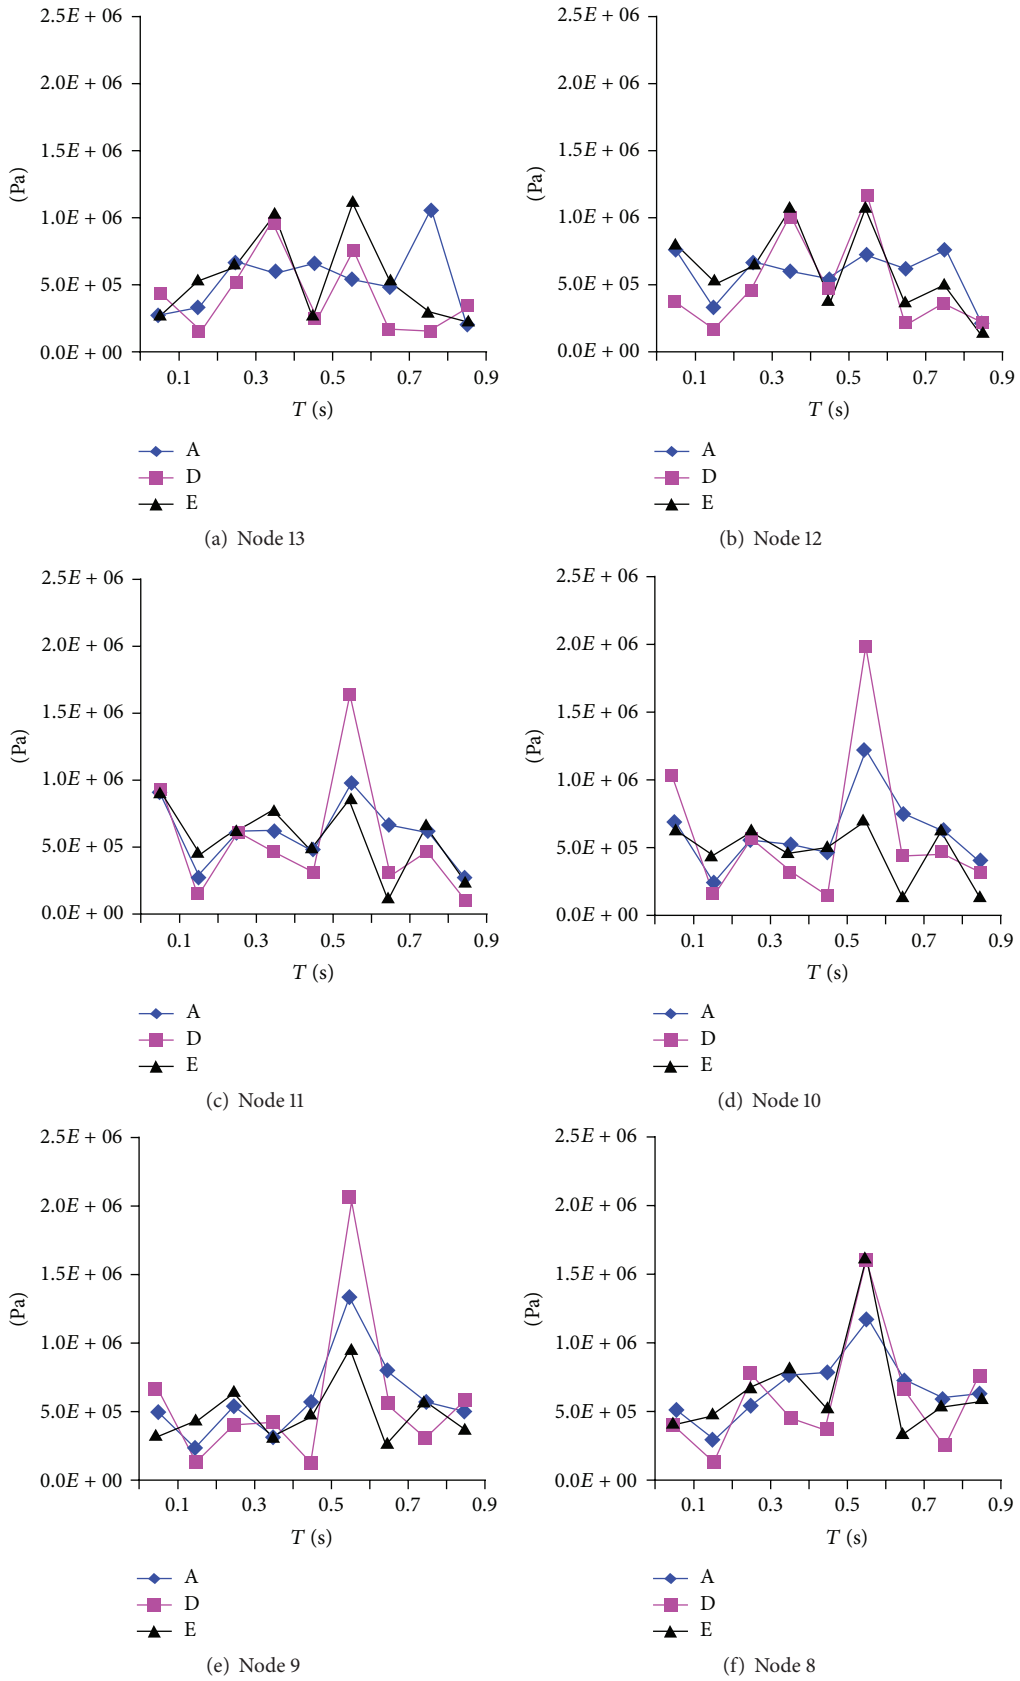 2.5E + 06
2.0E + 06
1.5E + 06
1.0E + 06
5.0E + 05
0.0E + 00
(Pa)
0.1 0.3 0.5 0.7 0.9
T (s)
A
D
E
(a) Node 13
2.5E + 06
2.0E + 06
1.5E + 06
1.0E + 06
5.0E + 05
0.0E + 00
(Pa)
0.1 0.3 0.5 0.7 0.9
T (s)
A
D
E
(b) Node 12
2.5E + 06
2.0E + 06
1.5E + 06
1.0E + 06
5.0E + 05
0.0E + 00
(Pa)
0.1 0.3 0.5 0.7 0.9
T (s)
A
D
E
(c) Node 11
2.5E + 06
2.0E + 06
1.5E + 06
1.0E + 06
5.0E + 05
0.0E + 00
(Pa)
0.1 0.3 0.5 0.7 0.9
T (s)
A
D
E
(d) Node 10
2.5E + 06
2.0E + 06
1.5E + 06
1.0E + 06
5.0E + 05
0.0E + 00
(Pa)
0.1 0.3 0.5 0.7 0.9
T (s)
A
D
E
(e) Node 9
2.5E + 06
2.0E + 06
1.5E + 06
1.0E + 06
5.0E + 05
0.0E + 00
(Pa)
0.1 0.3 0.5 0.7 0.9
T (s)
A
D
E
(f) Node 8